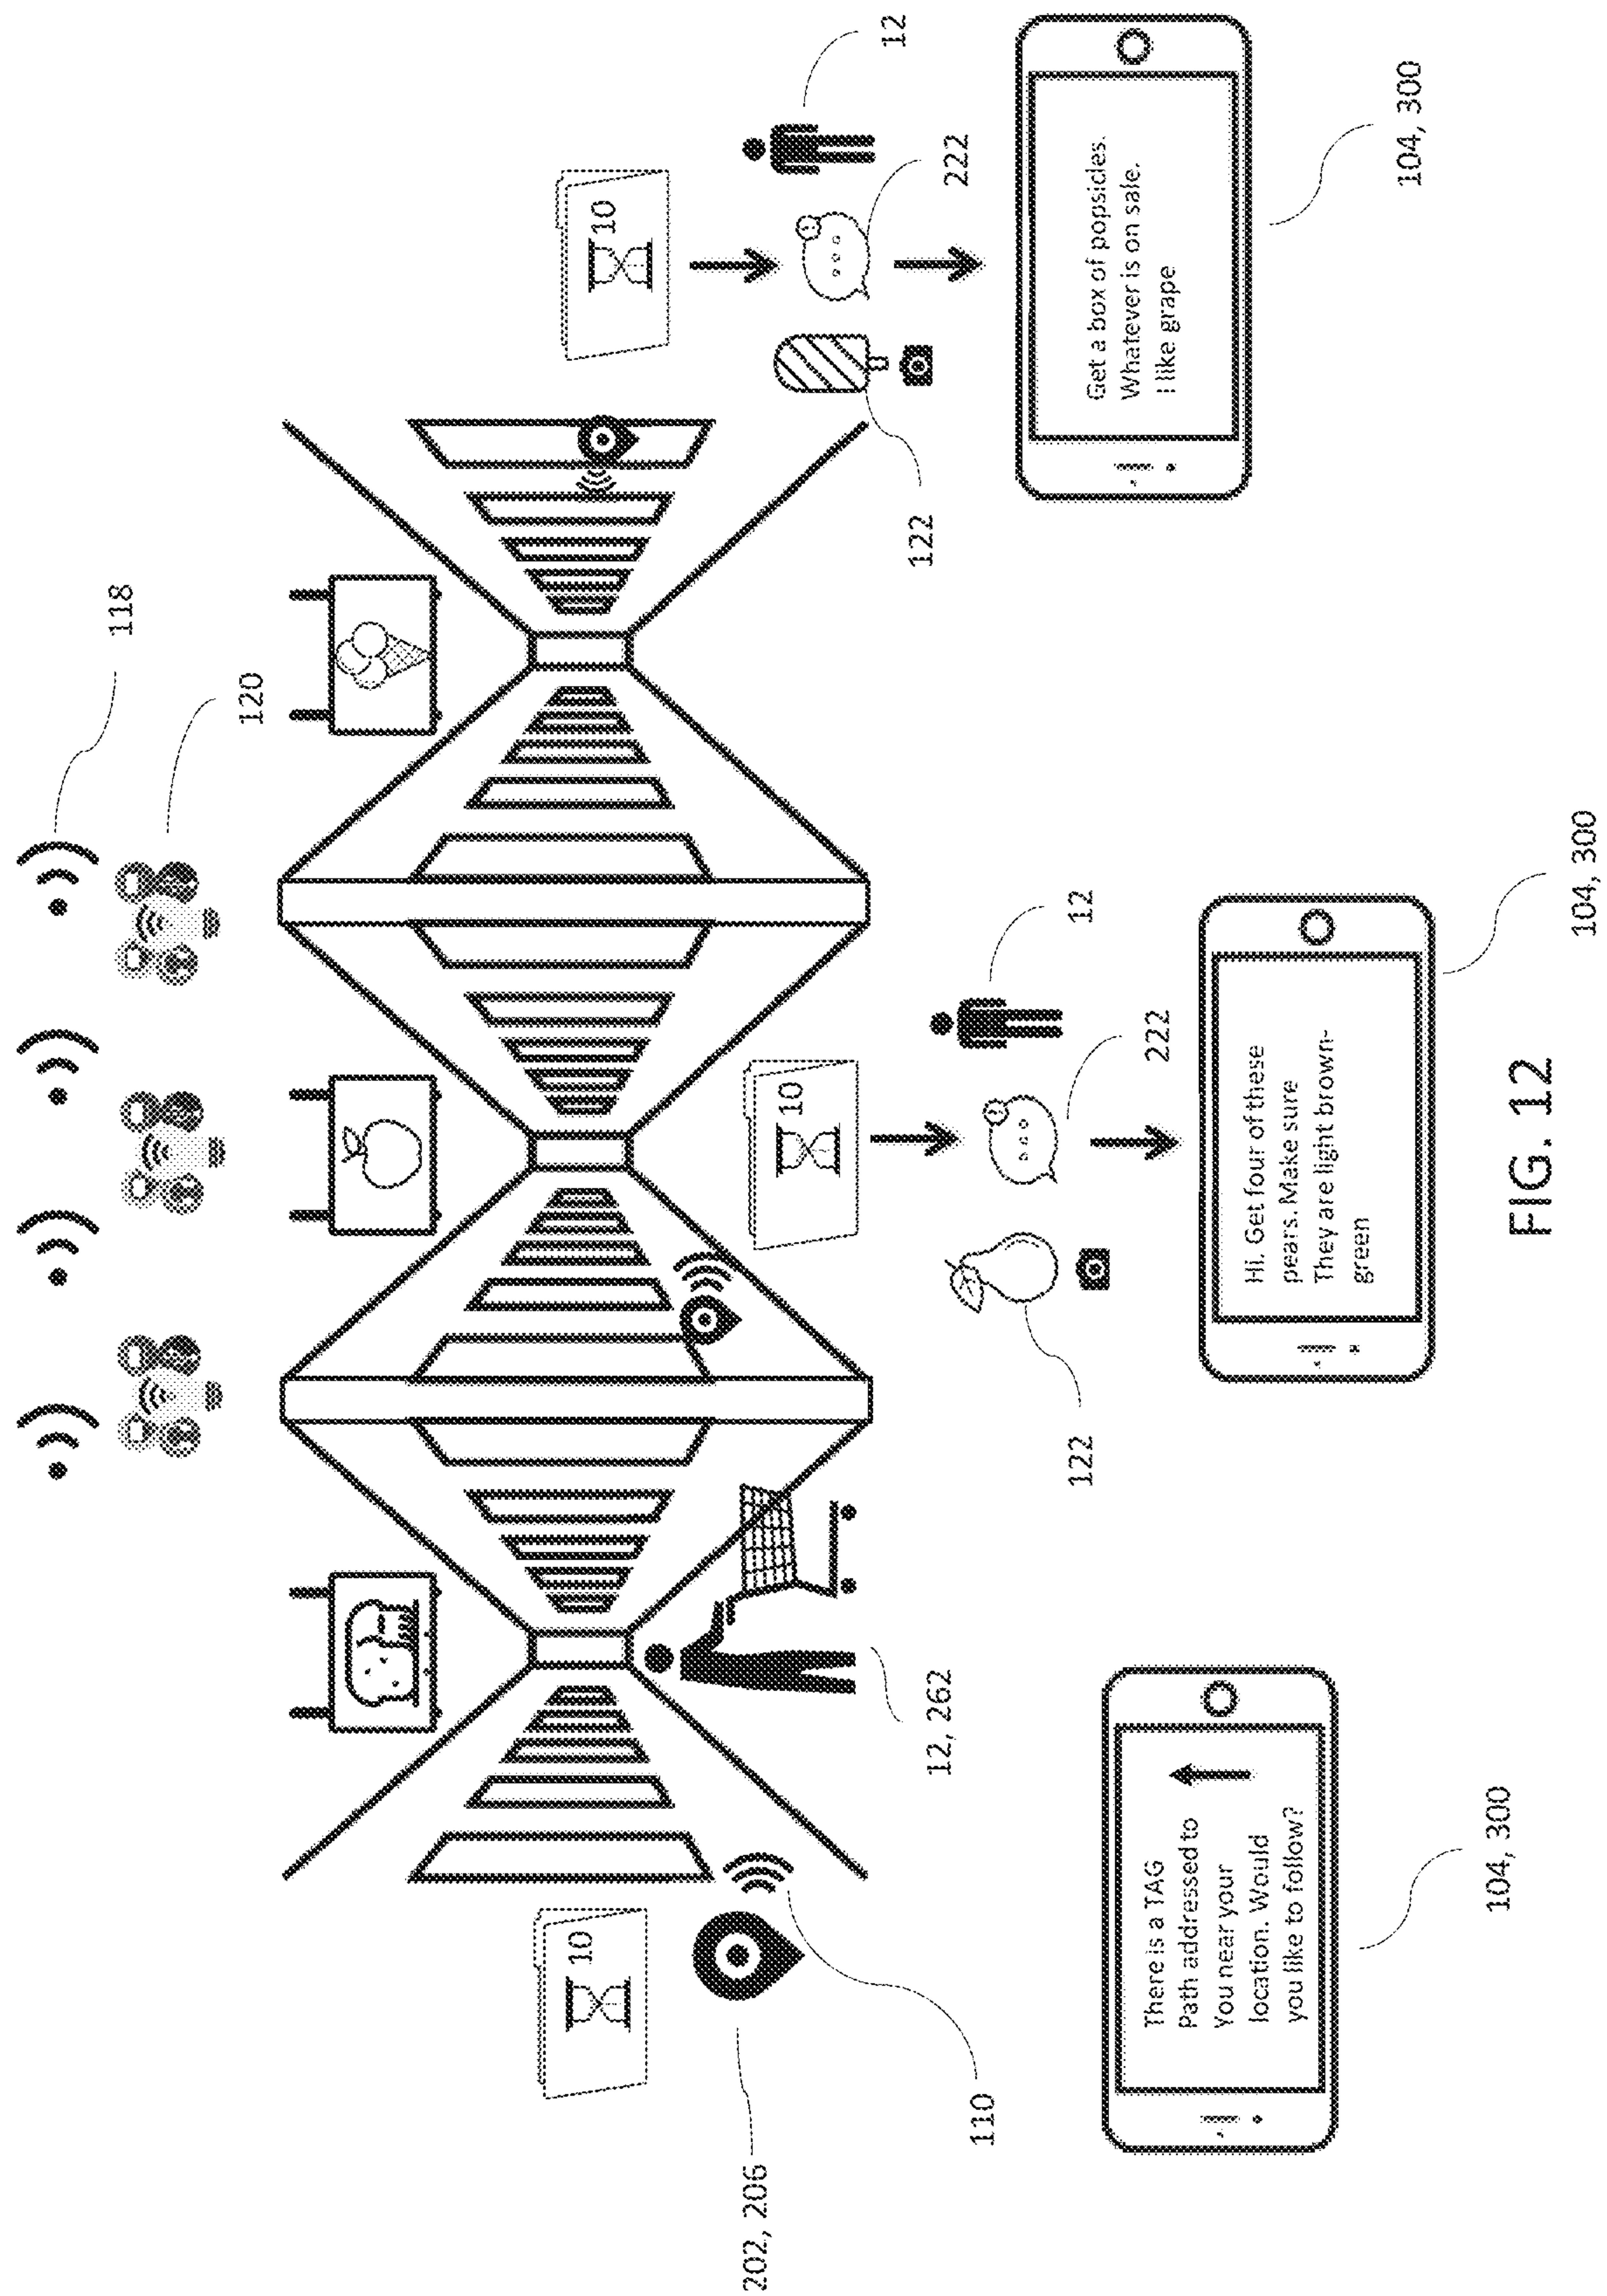 118
120
10
202, 206
110
12, 262
10
12
222
122
10
12
222
122
There is a TAG
Path addressed to
You near your
location. Would
you like to follow?
104, 300
Hi. Get four of these
pears. Make sure
They are light brown-
green
104, 300
Get a box of popsicles.
Whatever is on sale.
I like grape
104, 300
FIG. 12